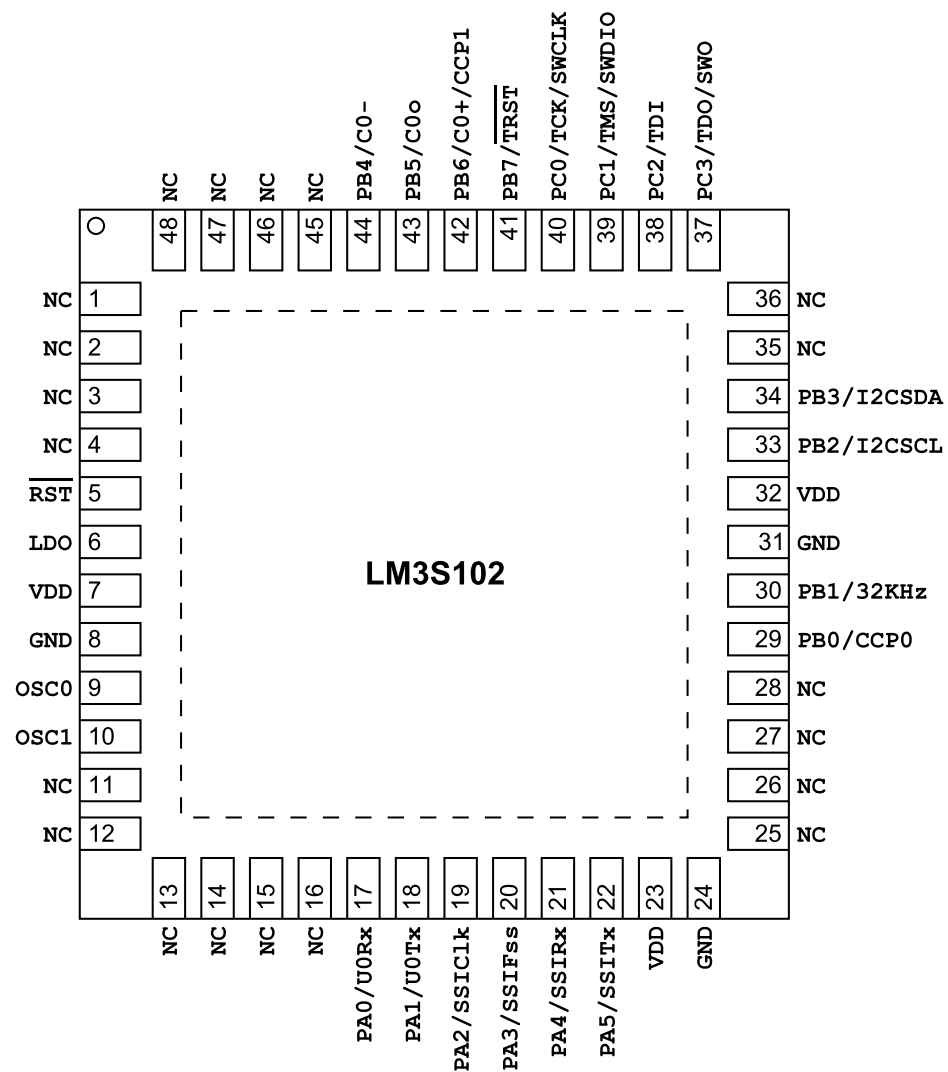 NC
NC
NC
NC
PB4/C0-
PB5/C0o
PB6/C0+/CCP1
PB7/TRST
PC0/TCK/SWCLK
PC1/TMS/SWDIO
PC2/TDI
PC3/TDO/SWO
48
47
46
45
44
43
42
41
40
39
38
37
NC 1
NC 2
NC 3
NC 4
RST 5
LDO 6
VDD 7
GND 8
OSC0 9
OSC1 10
NC 11
NC 12
LM3S102
36 NC
35 NC
34 PB3/I2CSDA
33 PB2/I2CSCL
32 VDD
31 GND
30 PB1/32KHz
29 PB0/CCP0
28 NC
27 NC
26 NC
25 NC
13
14
15
16
17
18
19
20
21
22
23
24
NC
NC
NC
NC
PA0/U0Rx
PA1/U0Tx
PA2/SSIClk
PA3/SSIFss
PA4/SSIRx
PA5/SSITx
VDD
GND